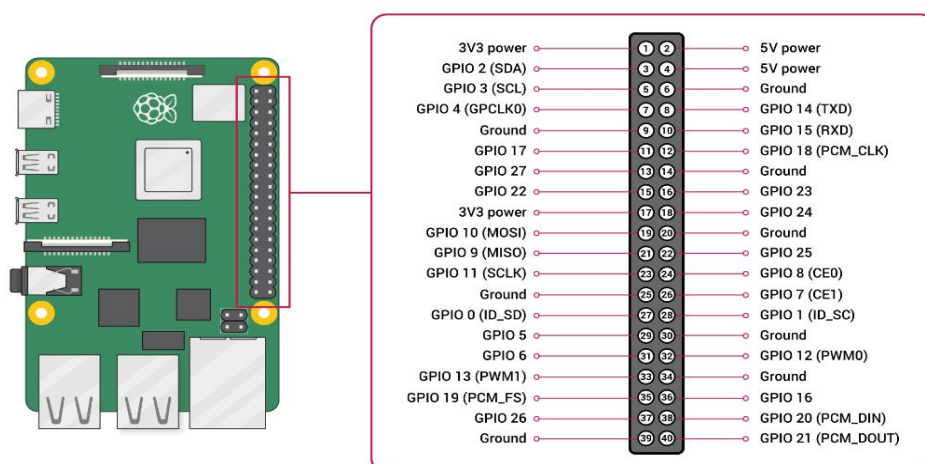 3V3 power 1 2 5V power
GPIO 2 (SDA) 3 4 5V power
GPIO 3 (SCL) 5 6 Ground
GPIO 4 (GPCLK0) 7 8 GPIO 14 (TXD)
Ground 9 10 GPIO 15 (RXD)
GPIO 17 11 12 GPIO 18 (PCM_CLK)
GPIO 27 13 14 Ground
GPIO 22 15 16 GPIO 23
3V3 power 17 18 GPIO 24
GPIO 10 (MOSI) 19 20 Ground
GPIO 9 (MISO) 21 22 GPIO 25
GPIO 11 (SCLK) 23 24 GPIO 8 (CE0)
Ground 25 26 GPIO 7 (CE1)
GPIO 0 (ID_SD) 27 28 GPIO 1 (ID_SC)
GPIO 5 29 30 Ground
GPIO 6 31 32 GPIO 12 (PWM0)
GPIO 13 (PWM1) 33 34 Ground
GPIO 19 (PCM_FS) 35 36 GPIO 16
GPIO 26 37 38 GPIO 20 (PCM_DIN)
Ground 39 40 GPIO 21 (PCM_DOUT)